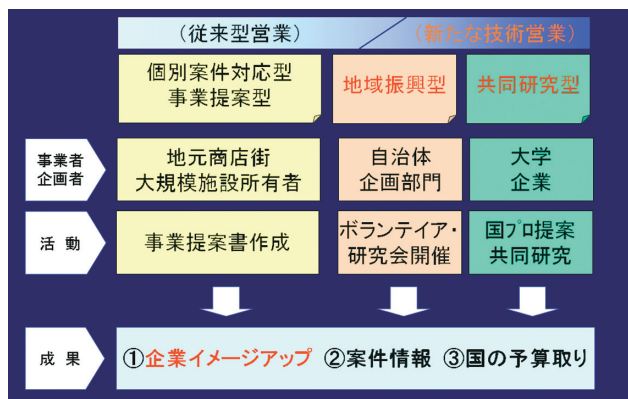 (従来型営業)
(新たな技術営業)
個別案件対応型
事業提案型
地域振興型
共同研究型
事業者
企画者
地元商店街
大規模施設所有者
自治体
企画部門
大学
企業
活動
事業提案書作成
ボランテイア・
研究会開催
国プロ提案
共同研究
成果
①企業イメージアップ ②案件情報 ③国の予算取り